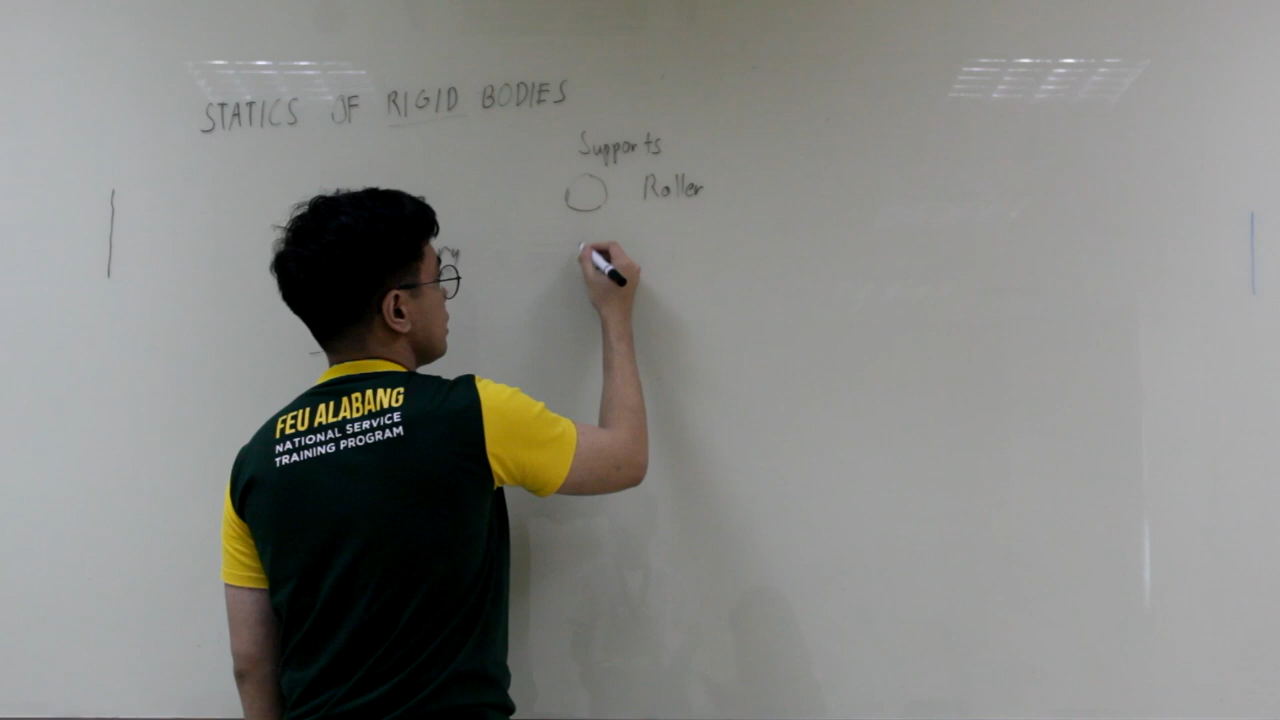 STATICS OF RIGID BODIES
Supports
Roller
FEU ALABANG
NATIONAL SERVICE
TRAINING PROGRAM